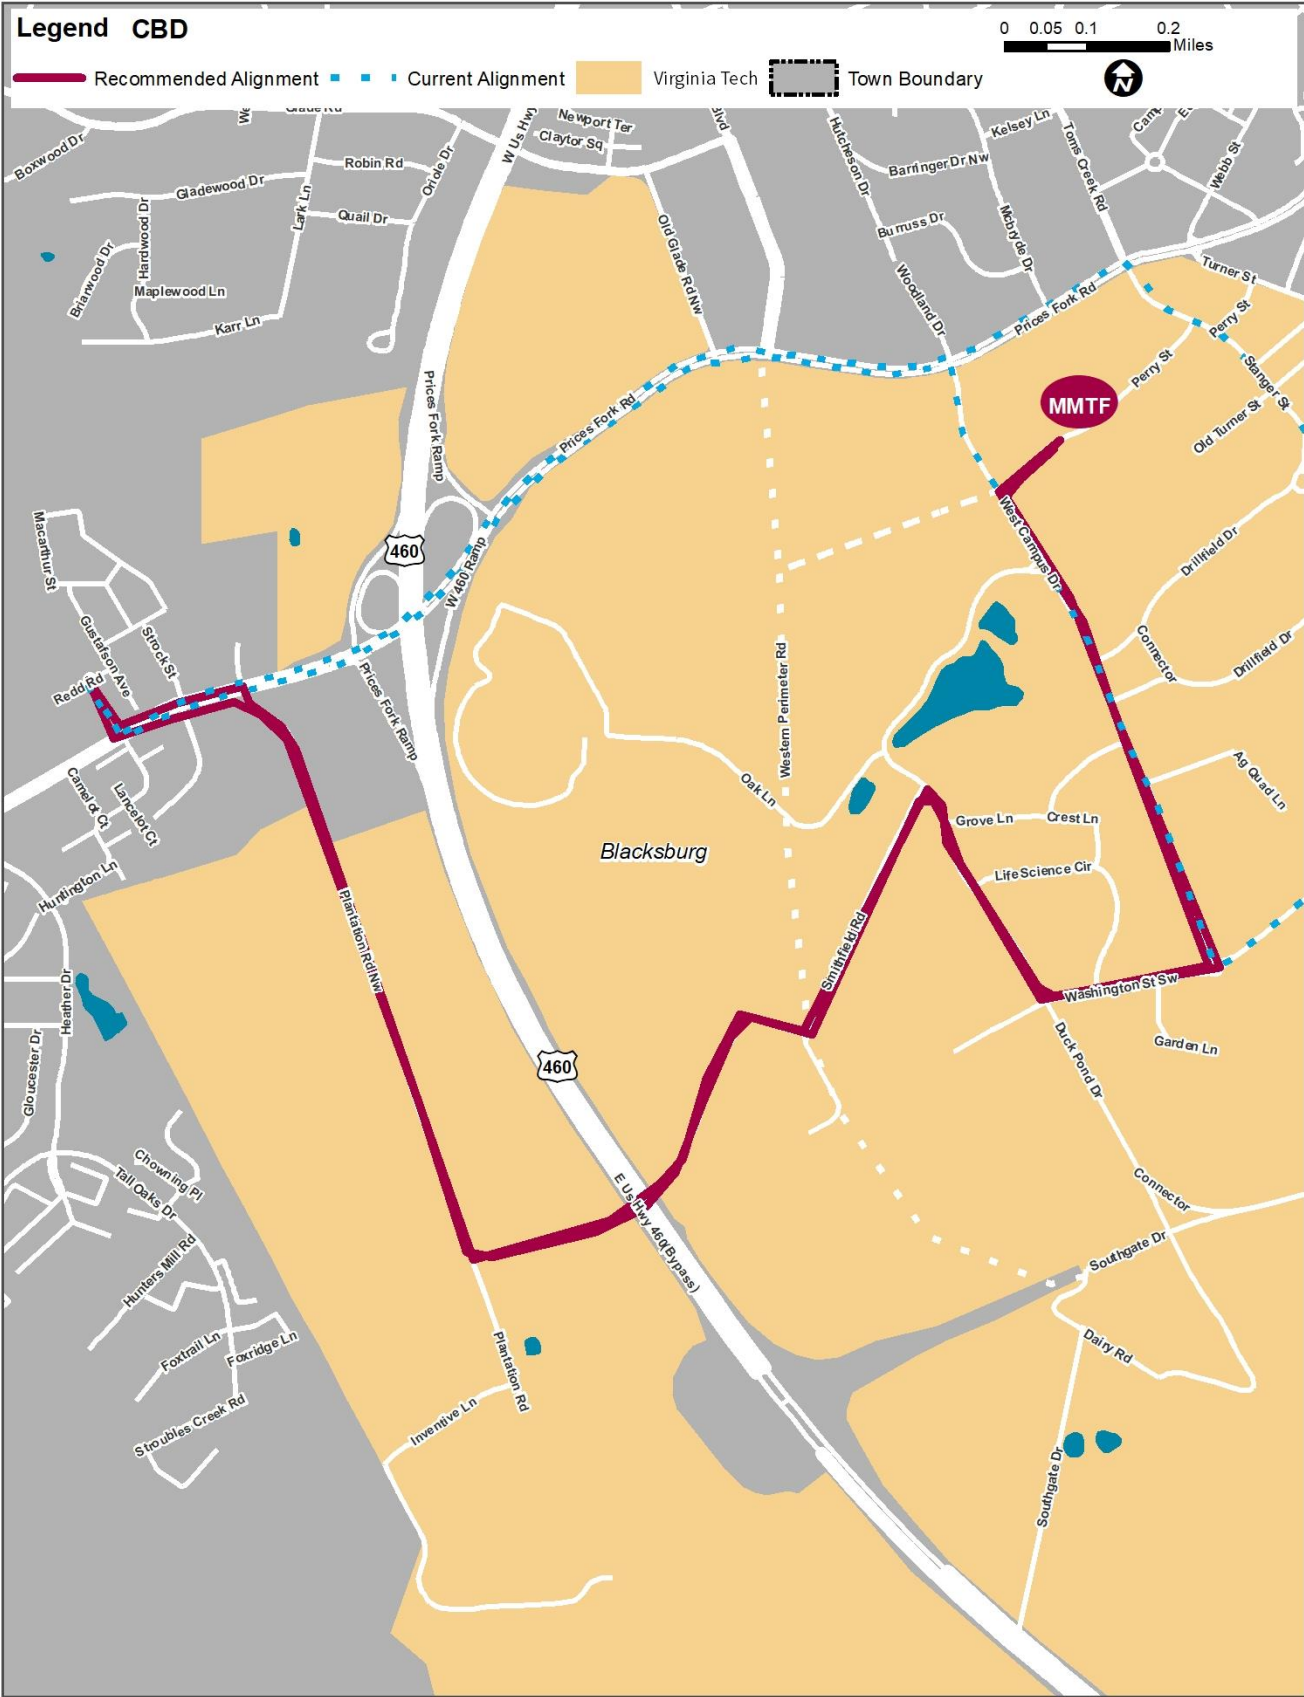 Legend CBD
0 0.05 0.1 0.2
Miles
Recommended Alignment
Current Alignment
Virginia Tech
Town Boundary
N
Glade Rd
W Us Hwy
Newport Ter
Claytor Sq
Blvd
Hutcheson Dr
Kelsey Ln
Toms Creek Rd
Webb St
Boxwood Dr
Robin Rd
Oriole Dr
Barringer Dr Nw
Gladewood Dr
Lark Ln
Quail Dr
Old Glade Rd Nw
Burruss Dr
Mcbryde Dr
Hardwood Dr
Briarwood Dr
Maplewood Ln
Karr Ln
Woodland Dr
Turner St
Prices Fork Rd
Perry St
Perry St
Stanger St
Prices Fork Ramp
Prices Fork Rd
MMTF
Old Turner St
460
W 460 Ramp
West Campus Dr
Drillfield Dr
Macarthur St
Gustafson Ave
Strock St
Redd Rd
Prices Fork Ramp
Western Perimeter Rd
Connector
Drillfield Dr
Camelot Ct
Lancelot Ct
Oak Ln
Ag Quad Ln
Grove Ln
Crest Ln
Blacksburg
Life Science Cir
Huntington Ln
Plantation Rd Nw
Smithfield Rd
Heather Dr
Washington St Sw
Gloucester Dr
460
Duck Pond Dr
Garden Ln
Chowning Pl
Tall Oaks Dr
E Us Hwy 460(Bypass)
Connector
Hunters Mill Rd
Southgate Dr
Foxtrail Ln
Foxridge Ln
Plantation Rd
Dairy Rd
Stroubles Creek Rd
Inventive Ln
Southgate Dr